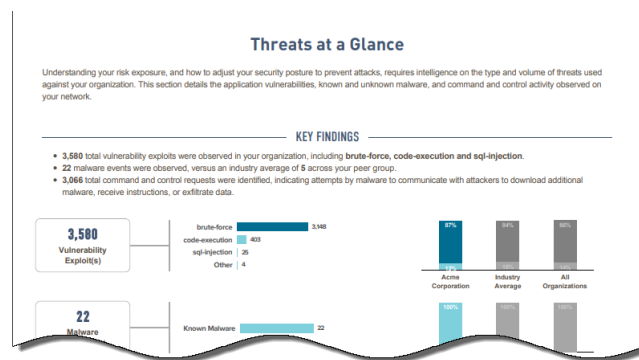 Threats at a Glance
Understanding your risk exposure, and how to adjust your security posture to prevent attacks, requires intelligence on the type and volume of threats used
against your organization. This section details the application vulnerabilities, known and unknown malware, and command and control activity observed on
your network.
KEY FINDINGS
• 3,580 total vulnerability exploits were observed in your organization, including brute-force, code-execution and sql-injection.
• 22 malware events were observed, versus an industry average of 5 across your peer group.
• 3,066 total command and control requests were identified, indicating attempts by malware to communicate with attackers to download additional
malware, receive instructions, or exfiltrate data.
3,580
Vulnerability
Exploit(s)
brute-force 3,148
code-execution 403
sql-injection 25
Other 4
87%
Acme
Corporation
Industry
Average
All
Organizations
22
Malware
Known Malware 22
100%
100%
100%